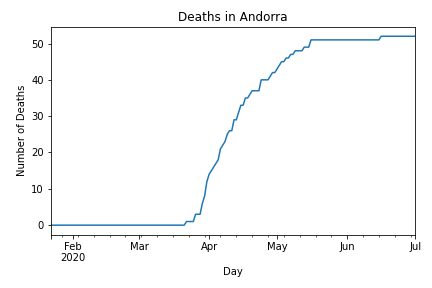 Deaths in Andorra
Number of Deaths
50
40
30
20
10
0
Feb
2020
Mar
Apr
May
Jun
Jul
Day